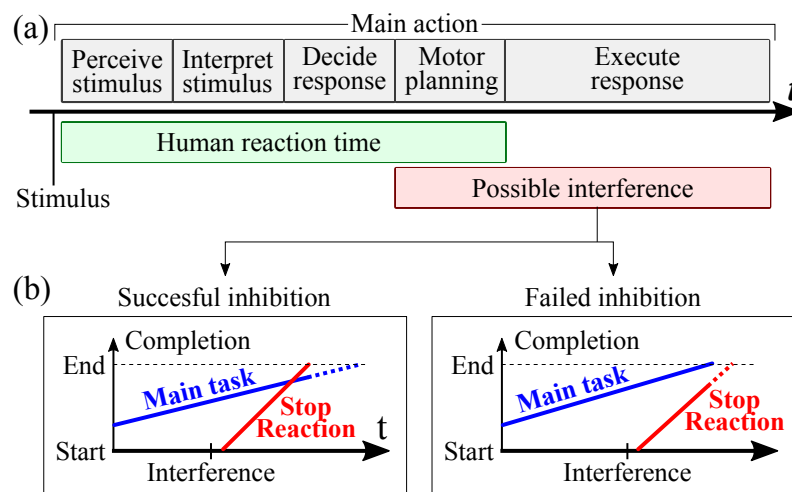 (a)
Main action
Perceive stimulus
Interpret stimulus
Decide response
Motor planning
Execute response
t
Human reaction time
Possible interference
Stimulus
(b)
Succesful inhibition
Failed inhibition
Completion
End
Main task
Stop
Reaction
t
Start
Interference
Completion
End
Main task
Stop
Reaction
Start
Interference